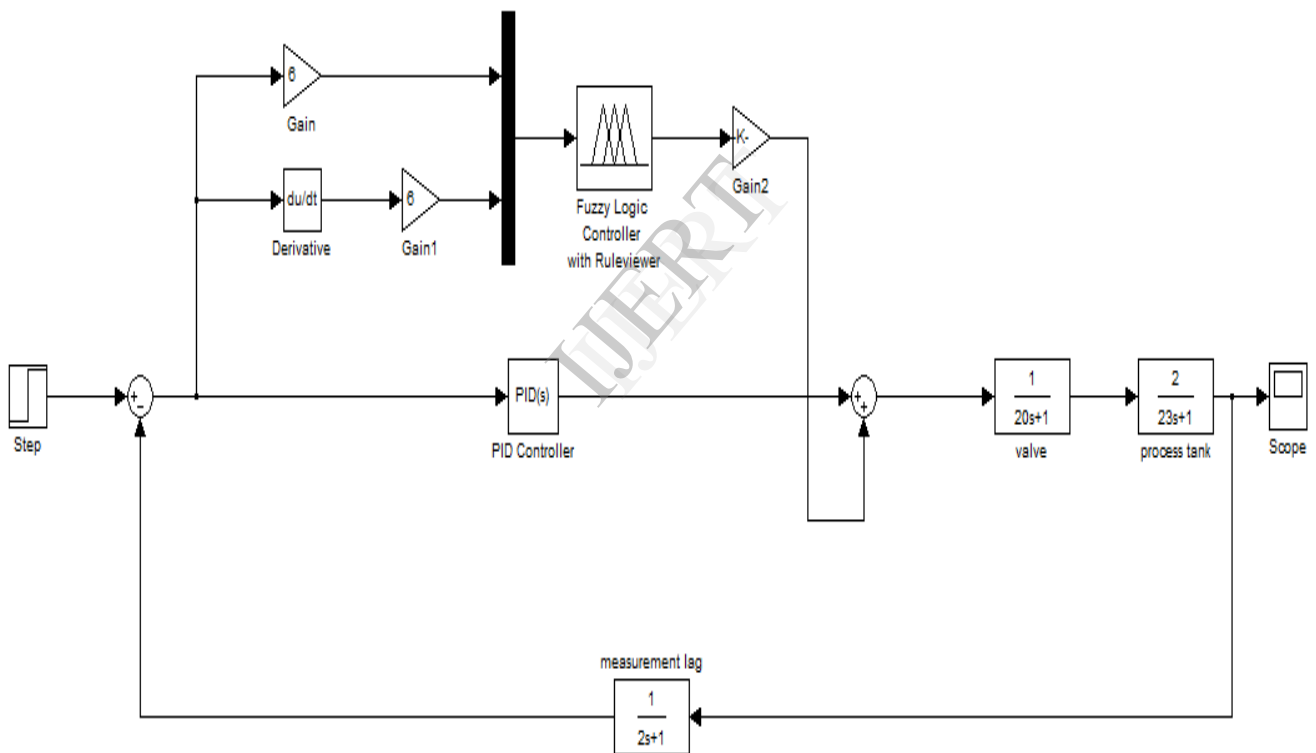 6
Gain
du/dt
Derivative
6
Gain1
Fuzzy Logic
Controller
with Ruleviewer
K-
Gain2
IJERT
Step
+
−
PID(s)
PID Controller
+
+
1
20s+1
valve
2
23s+1
process tank
Scope
measurement lag
1
2s+1